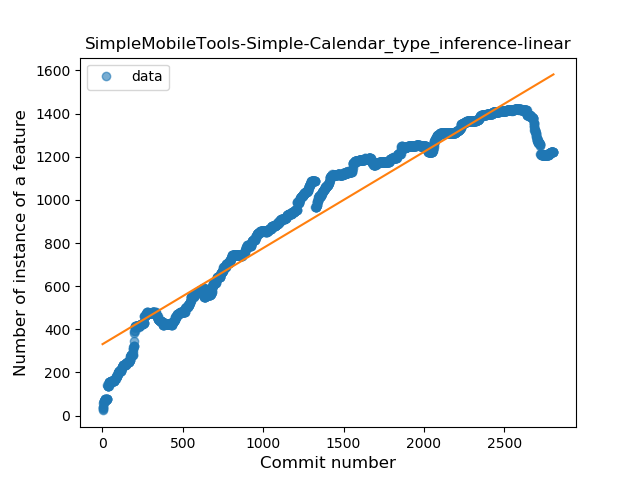 SimpleMobileTools-Simple-Calendar_type_inference-linear
data
Number of instance of a feature
1600
1400
1200
1000
800
600
400
200
0
0 500 1000 1500 2000 2500
Commit number